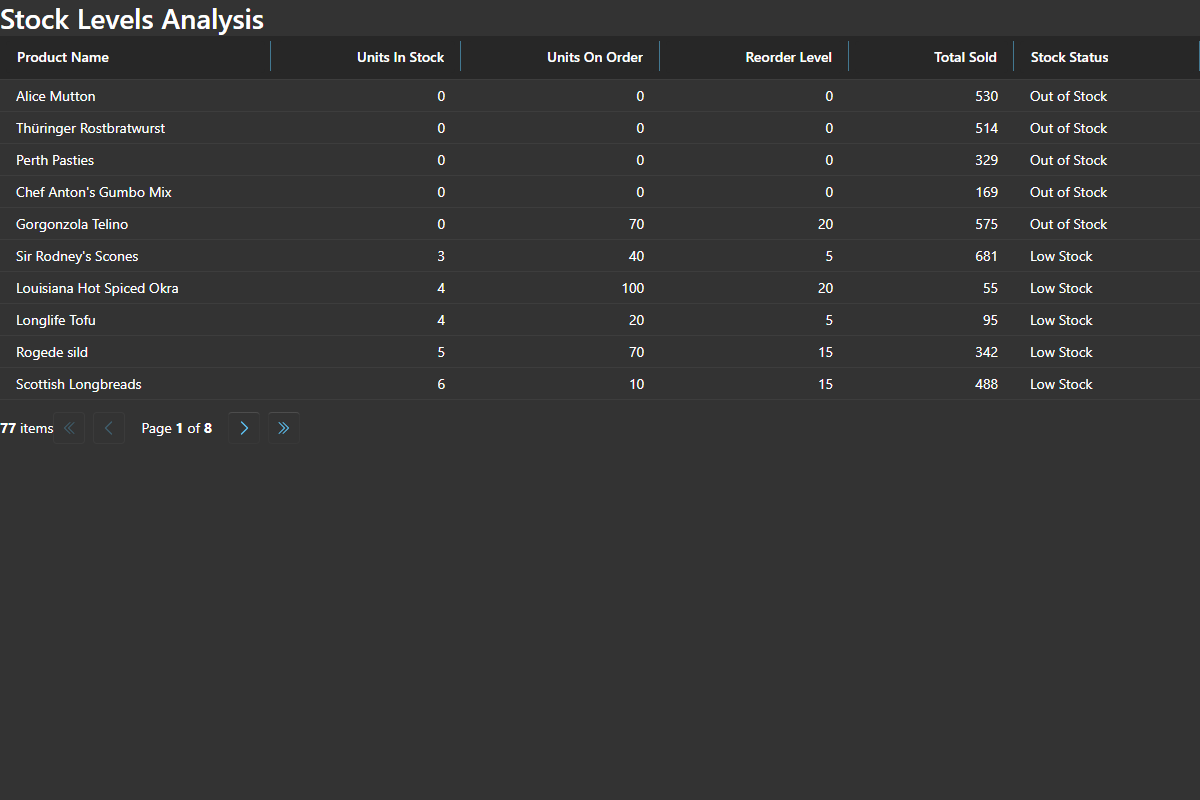 Stock Levels Analysis
Product Name Units In Stock Units On Order Reorder Level Total Sold Stock Status
Alice Mutton 0 0 0 530 Out of Stock
Thüringer Rostbratwurst 0 0 0 514 Out of Stock
Perth Pasties 0 0 0 329 Out of Stock
Chef Anton's Gumbo Mix 0 0 0 169 Out of Stock
Gorgonzola Telino 0 70 20 575 Out of Stock
Sir Rodney's Scones 3 40 5 681 Low Stock
Louisiana Hot Spiced Okra 4 100 20 55 Low Stock
Longlife Tofu 4 20 5 95 Low Stock
Rogede sild 5 70 15 342 Low Stock
Scottish Longbreads 6 10 15 488 Low Stock
77 items Page 1 of 8